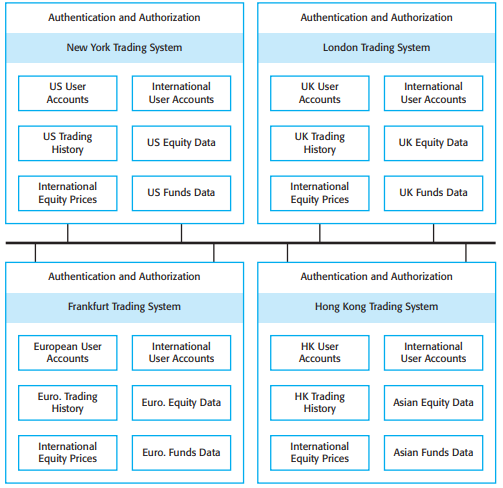 Authentication and Authorization
New York Trading System
US User
Accounts
International
User Accounts
US Trading
History
US Equity Data
International
Equity Prices
US Funds Data
Authentication and Authorization
London Trading System
UK User
Accounts
International
User Accounts
UK Trading
History
UK Equity Data
International
Equity Prices
UK Funds Data
Authentication and Authorization
Frankfurt Trading System
European User
Accounts
International
User Accounts
Euro. Trading
History
Euro. Equity Data
International
Equity Prices
Euro. Funds Data
Authentication and Authorization
Hong Kong Trading System
HK User
Accounts
International
User Accounts
HK Trading
History
Asian Equity Data
International
Equity Prices
Asian Funds Data